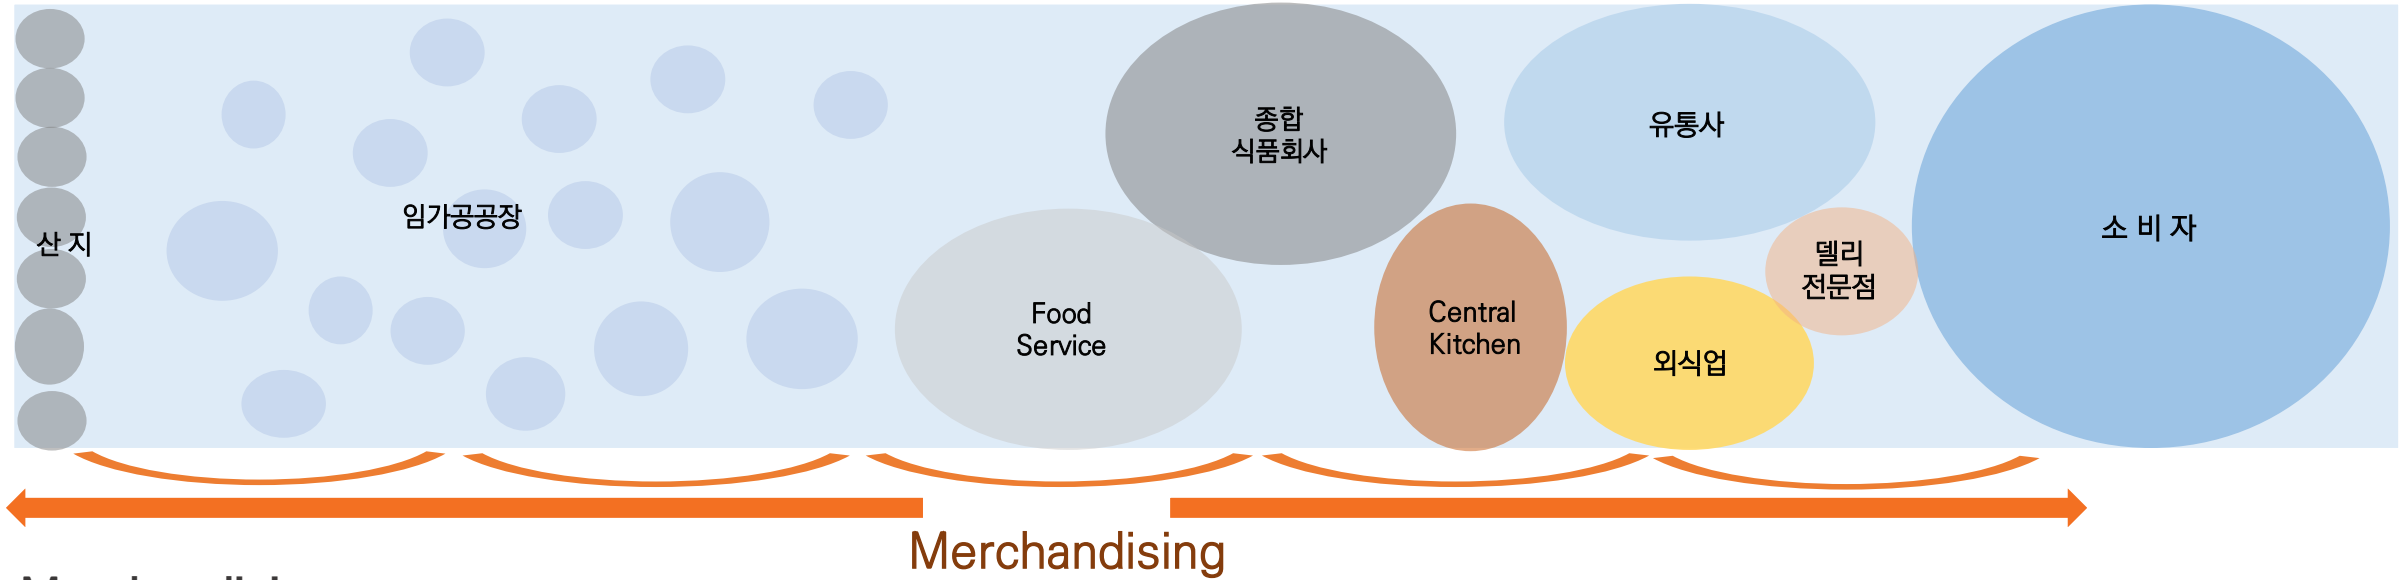 산 지
임가공공장
Food
Service
종합
식품회사
Central
Kitchen
유통사
외식업
델리
전문점
소 비 자
Merchandising